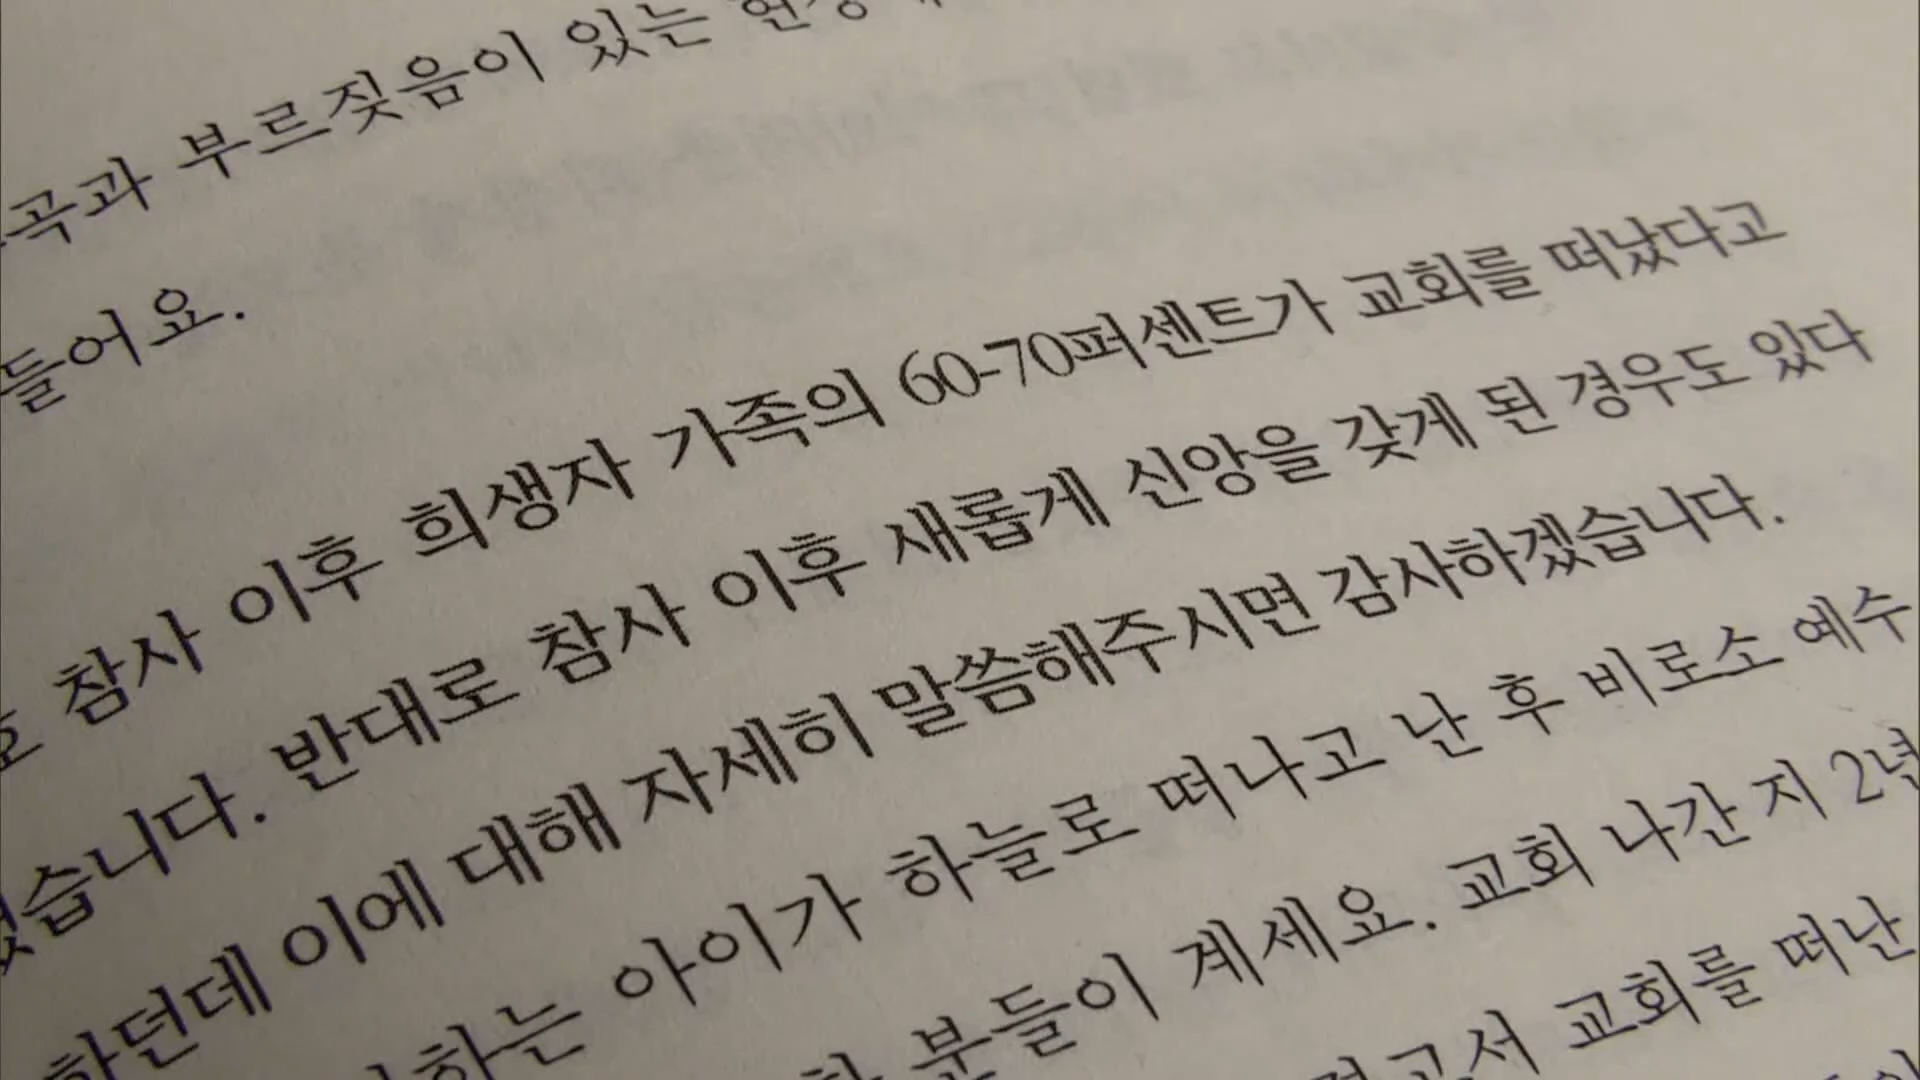 부르짖음이 있는
들어요.
참사 이후 희생자 가족의 60-70퍼센트가 교회를 떠났다고
습니다. 반대로 참사 이후 새롭게 신앙을 갖게 된 경우도 있다
하던데 이에 대해 자세히 말씀해주시면 감사하겠습니다.
하는 아이가 하늘로 떠나고 난 후 비로소 예수
분들이 계세요. 교회 나간 지 2년
교회를 떠난